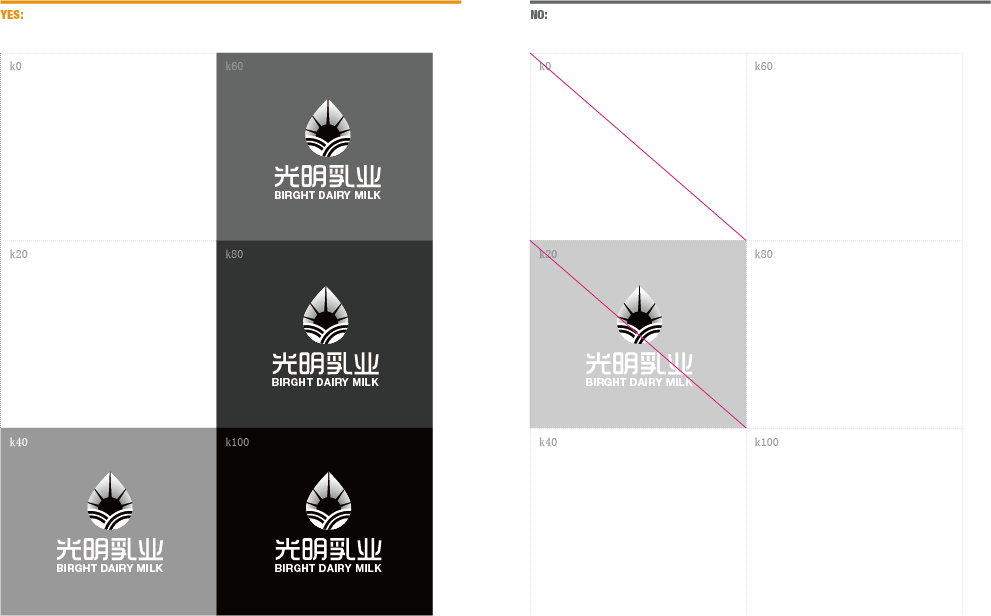 YES:
k0
k60
光明乳业
BIRGHT DAIRY MILK
k20
k80
光明乳业
BIRGHT DAIRY MILK
k40
k100
光明乳业
BIRGHT DAIRY MILK
光明乳业
BIRGHT DAIRY MILK
NO:
k0
k60
k20
k80
光明乳业
BIRGHT DAIRY MILK
k40
k100